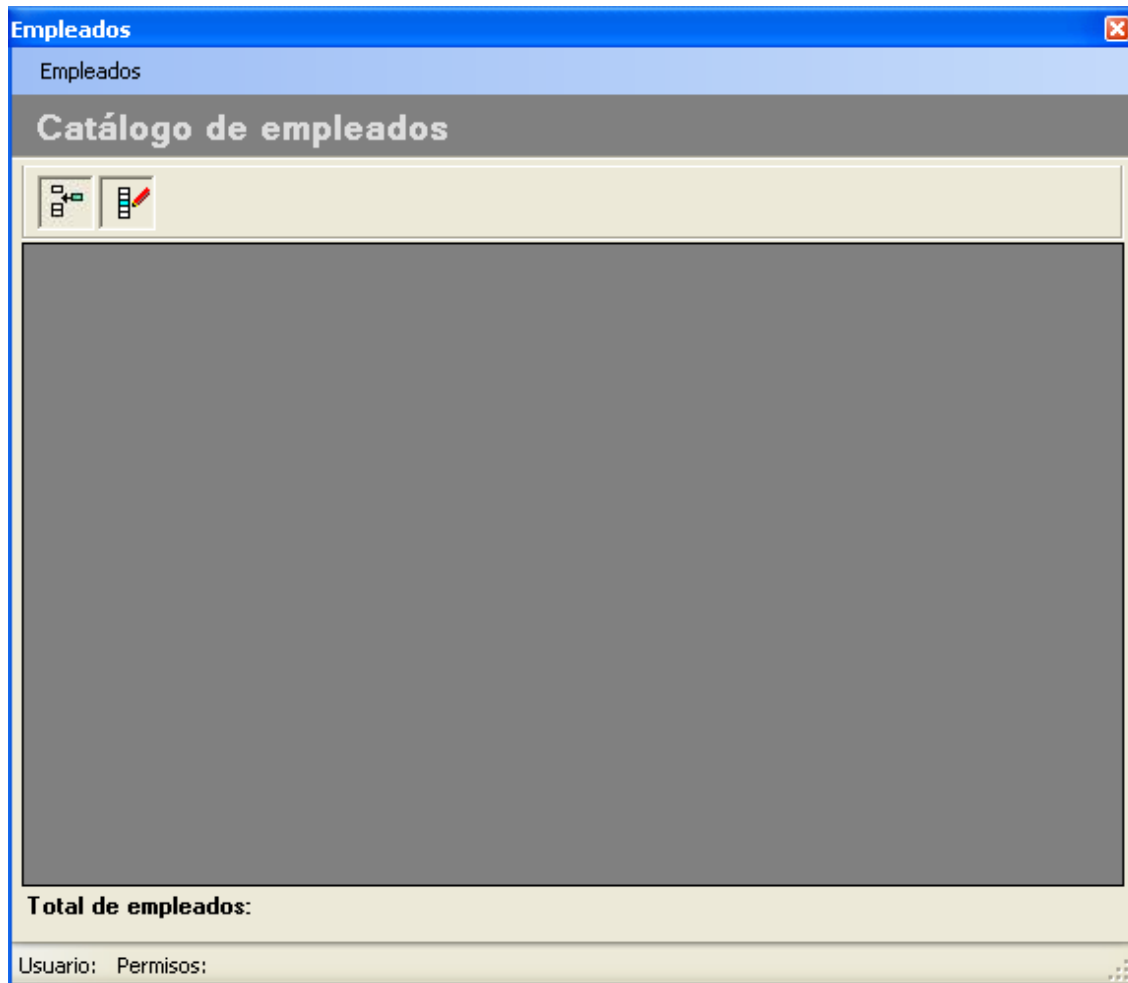 Empleados
Empleados
Catálogo de empleados
Total de empleados:
Usuario: Permisos: